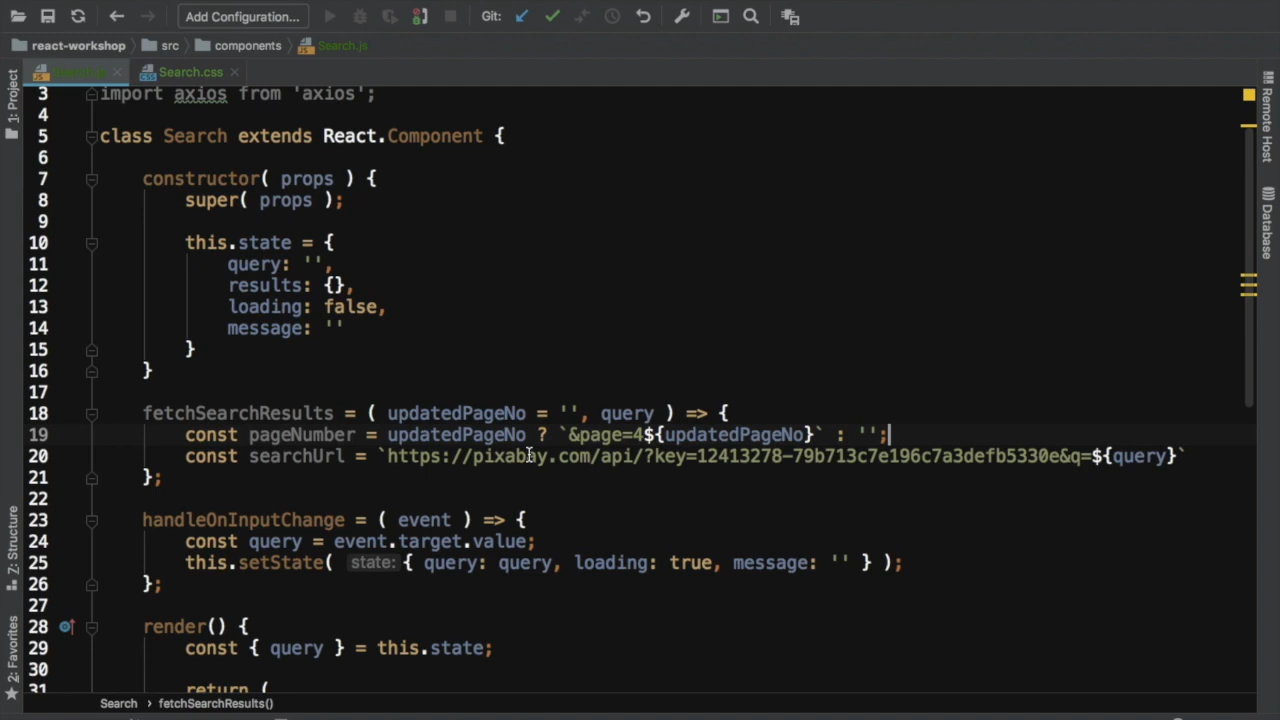 Add Configuration...
Git:
react-workshop
src
components
Search.js
Search.css
1: Project
Z: Structure
2: Favorites
Remote Host
Database
3 import axios from 'axios';
4
5 class Search extends React.Component {
6
7 constructor( props ) {
8 super( props );
9
10 this.state = {
11 query: '',
12 results: {},
13 loading: false,
14 message: ''
15 }
16 }
17
18 fetchSearchResults = ( updatedPageNo = '', query ) => {
19 const pageNumber = updatedPageNo ? `&page=4${updatedPageNo}` : '';
20 const searchUrl = `https://pixabay.com/api/?key=12413278-79b713c7e196c7a3defb5330e&q=${query}`
21 };
22
23 handleOnInputChange = ( event ) => {
24 const query = event.target.value;
25 this.setState( state: { query: query, loading: true, message: '' } );
26 };
27
28 render() {
29 const { query } = this.state;
30
31 return (
Search › fetchSearchResults()